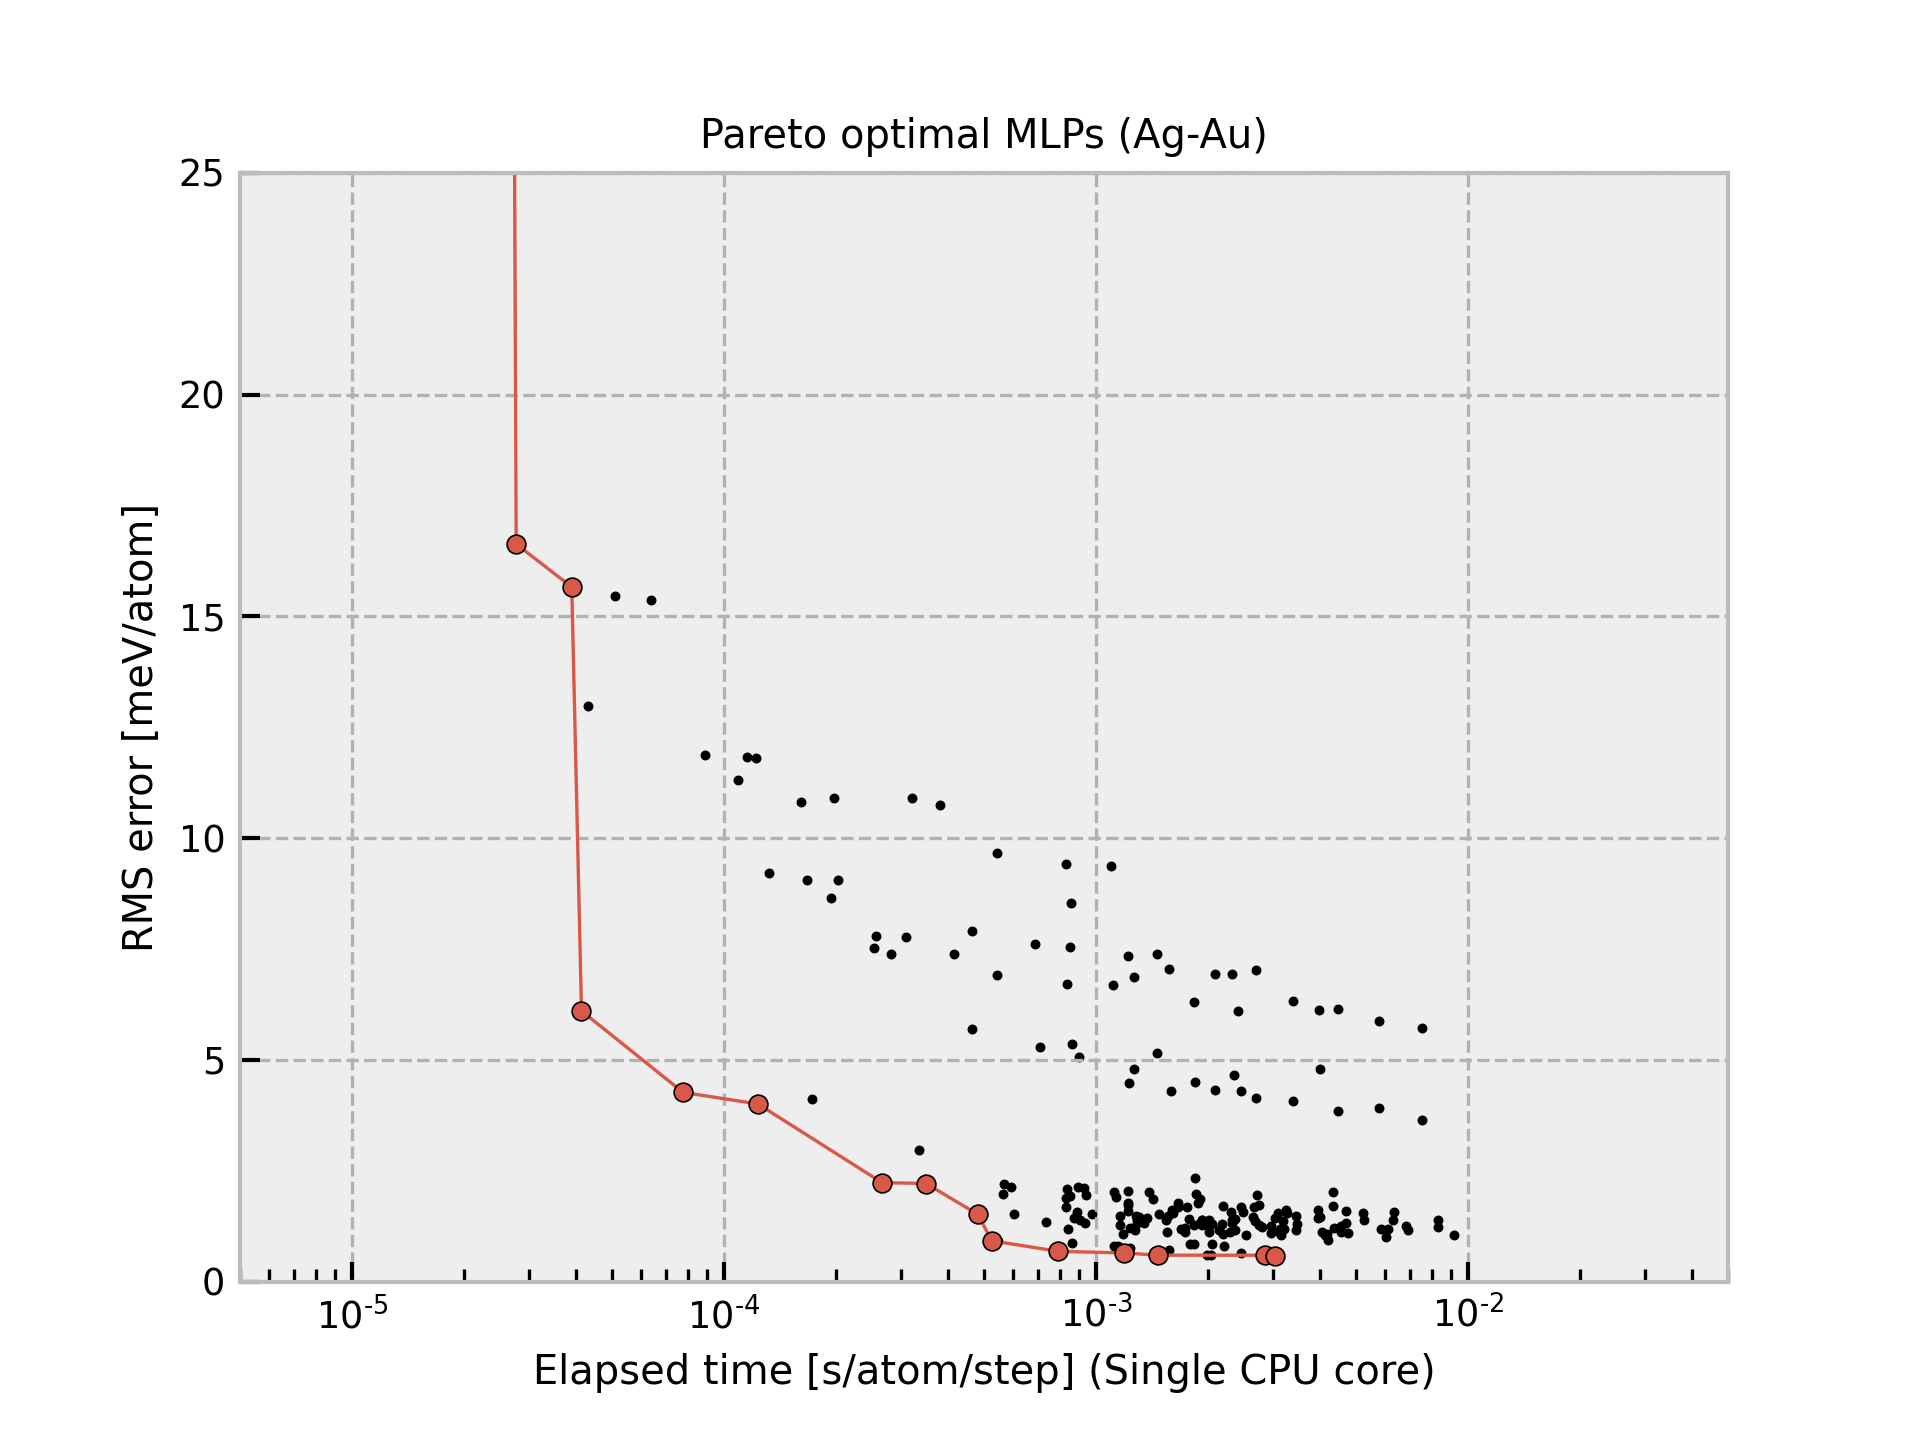 Pareto optimal MLPs (Ag-Au)
25
20
15
10
5
0
RMS error [meV/atom]
10⁻⁵ 10⁻⁴ 10⁻³ 10⁻²
Elapsed time [s/atom/step] (Single CPU core)